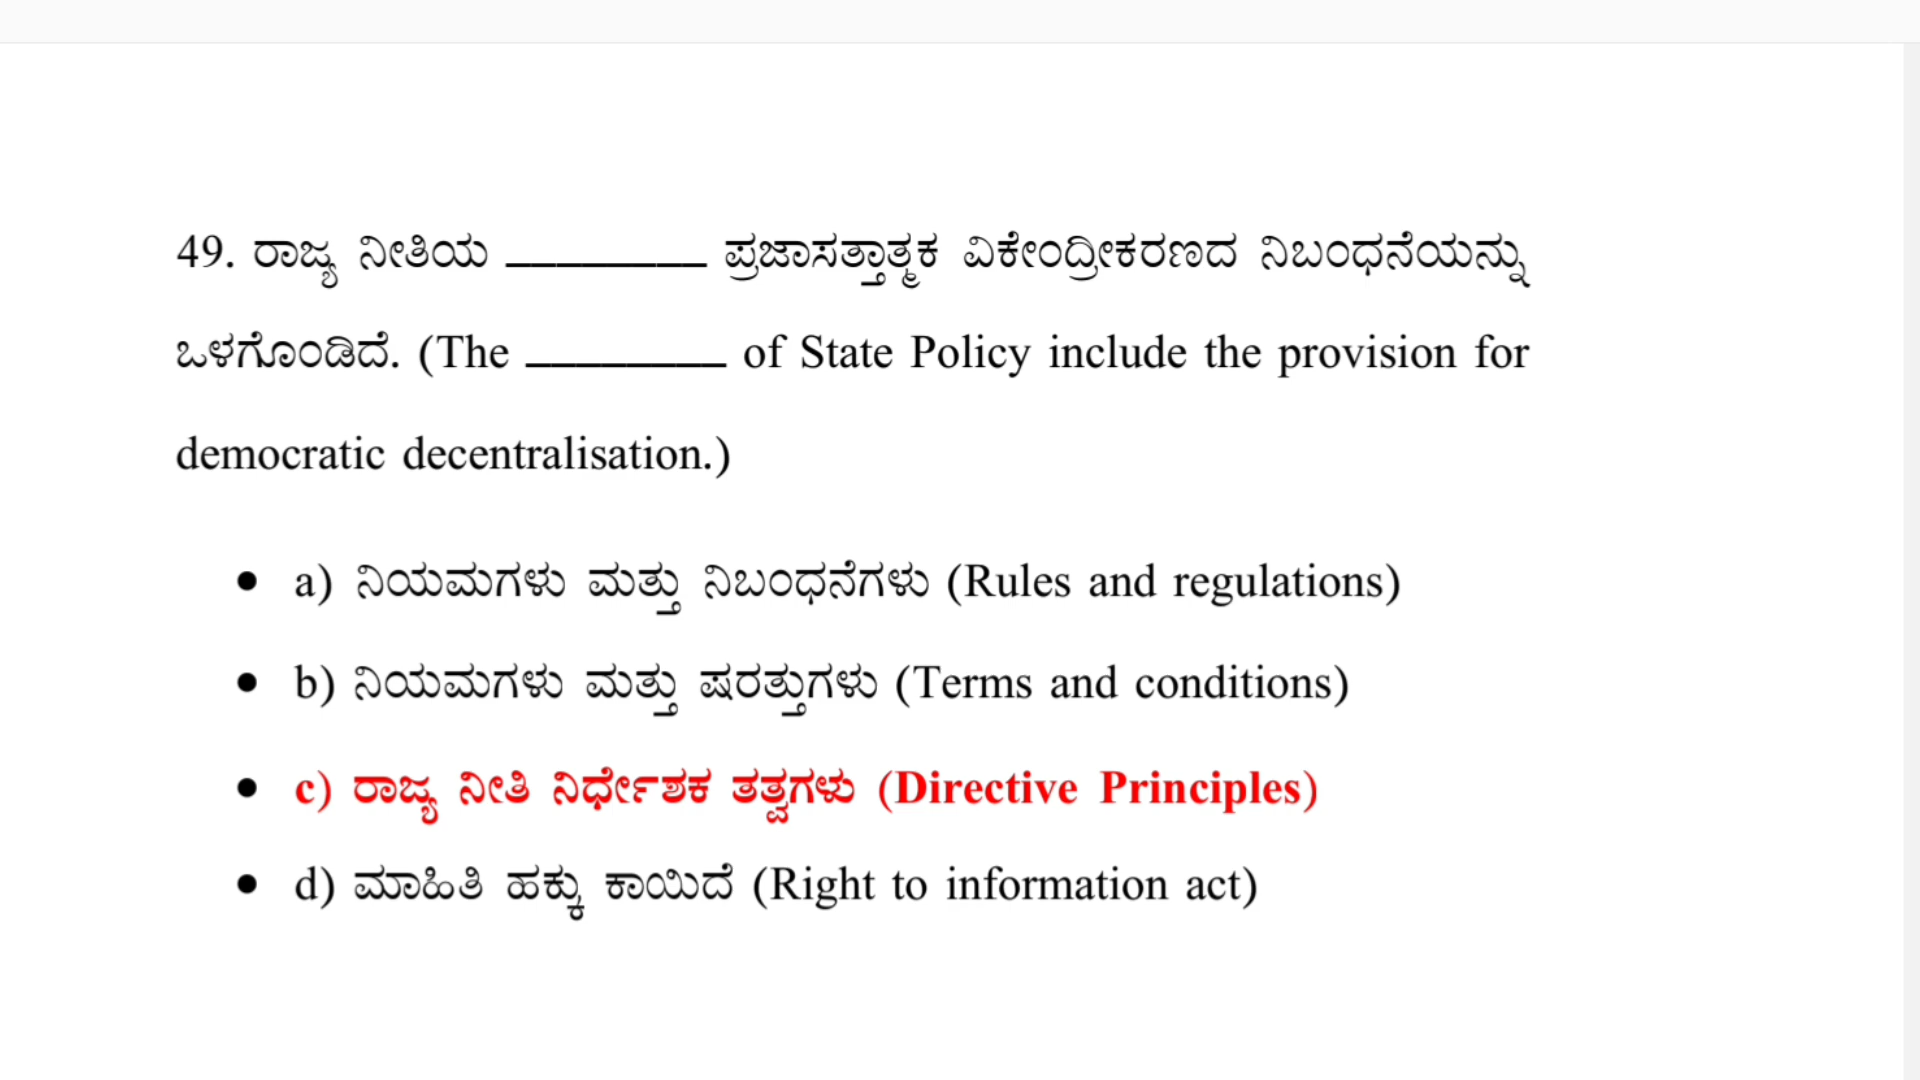 49. ರಾಜ್ಯ ನೀತಿಯ ________ ಪ್ರಜಾಸತ್ತಾತ್ಮಕ ವಿಕೇಂದ್ರೀಕರಣದ ನಿಬಂಧನೆಯನ್ನು
ಒಳಗೊಂಡಿದೆ. (The ________ of State Policy include the provision for
democratic decentralisation.)
• a) ನಿಯಮಗಳು ಮತ್ತು ನಿಬಂಧನೆಗಳು (Rules and regulations)
• b) ನಿಯಮಗಳು ಮತ್ತು ಷರತ್ತುಗಳು (Terms and conditions)
• c) ರಾಜ್ಯ ನೀತಿ ನಿರ್ಧೇಶಕ ತತ್ವಗಳು (Directive Principles)
• d) ಮಾಹಿತಿ ಹಕ್ಕು ಕಾಯಿದೆ (Right to information act)